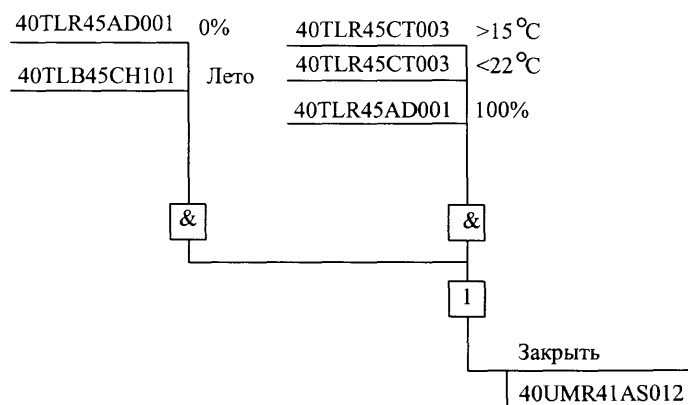 40TLR45AD001 0%
40TLB45CH101 Лето
40TLR45CT003 >15 °C
40TLR45CT003 <22 °C
40TLR45AD001 100%
& &
1
Закрыть
40UMR41AS012